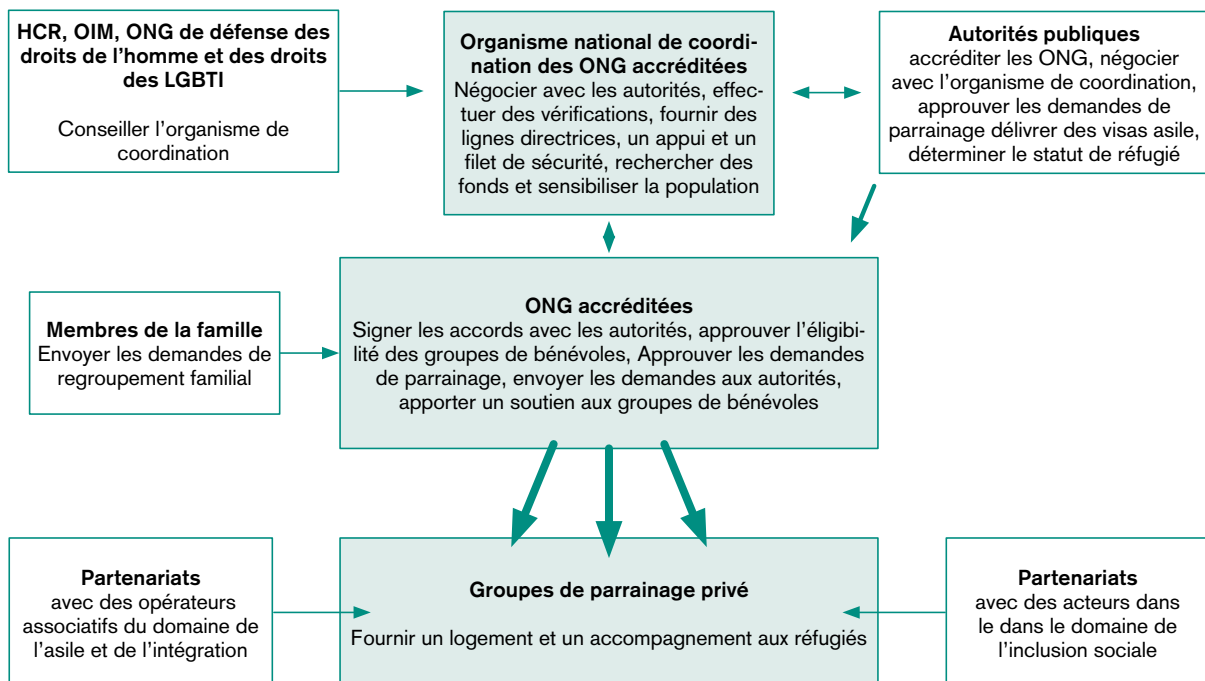 HCR, OIM, ONG de défense des
droits de l'homme et des droits
des LGBTI
Conseiller l'organisme de
coordination
Organisme national de coordi-
nation des ONG accréditées
Négocier avec les autorités, effec-
tuer des vérifications, fournir des
lignes directrices, un appui et un
filet de sécurité, rechercher des
fonds et sensibiliser la population
Autorités publiques
accréditer les ONG, négocier
avec l'organisme de coordination,
approuver les demandes de
parrainage délivrer des visas asile,
déterminer le statut de réfugié
Membres de la famille
Envoyer les demandes de
regroupement familial
ONG accréditées
Signer les accords avec les autorités, approuver l'éligibi-
lité des groupes de bénévoles, Approuver les demandes
de parrainage, envoyer les demandes aux autorités,
apporter un soutien aux groupes de bénévoles
Partenariats
avec des opérateurs
associatifs du domaine de
l'asile et de l'intégration
Groupes de parrainage privé
Fournir un logement et un accompagnement aux réfugiés
Partenariats
avec des acteurs dans
le dans le domaine de
l'inclusion sociale